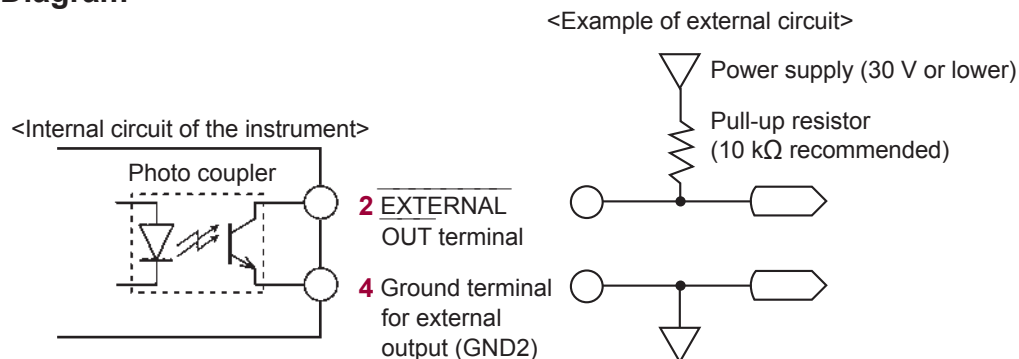 Diagram
<Example of external circuit>
Power supply (30 V or lower)
<Internal circuit of the instrument>
Pull-up resistor
(10 kΩ recommended)
Photo coupler
2 EXTERNAL
OUT terminal
4 Ground terminal
for external
output (GND2)